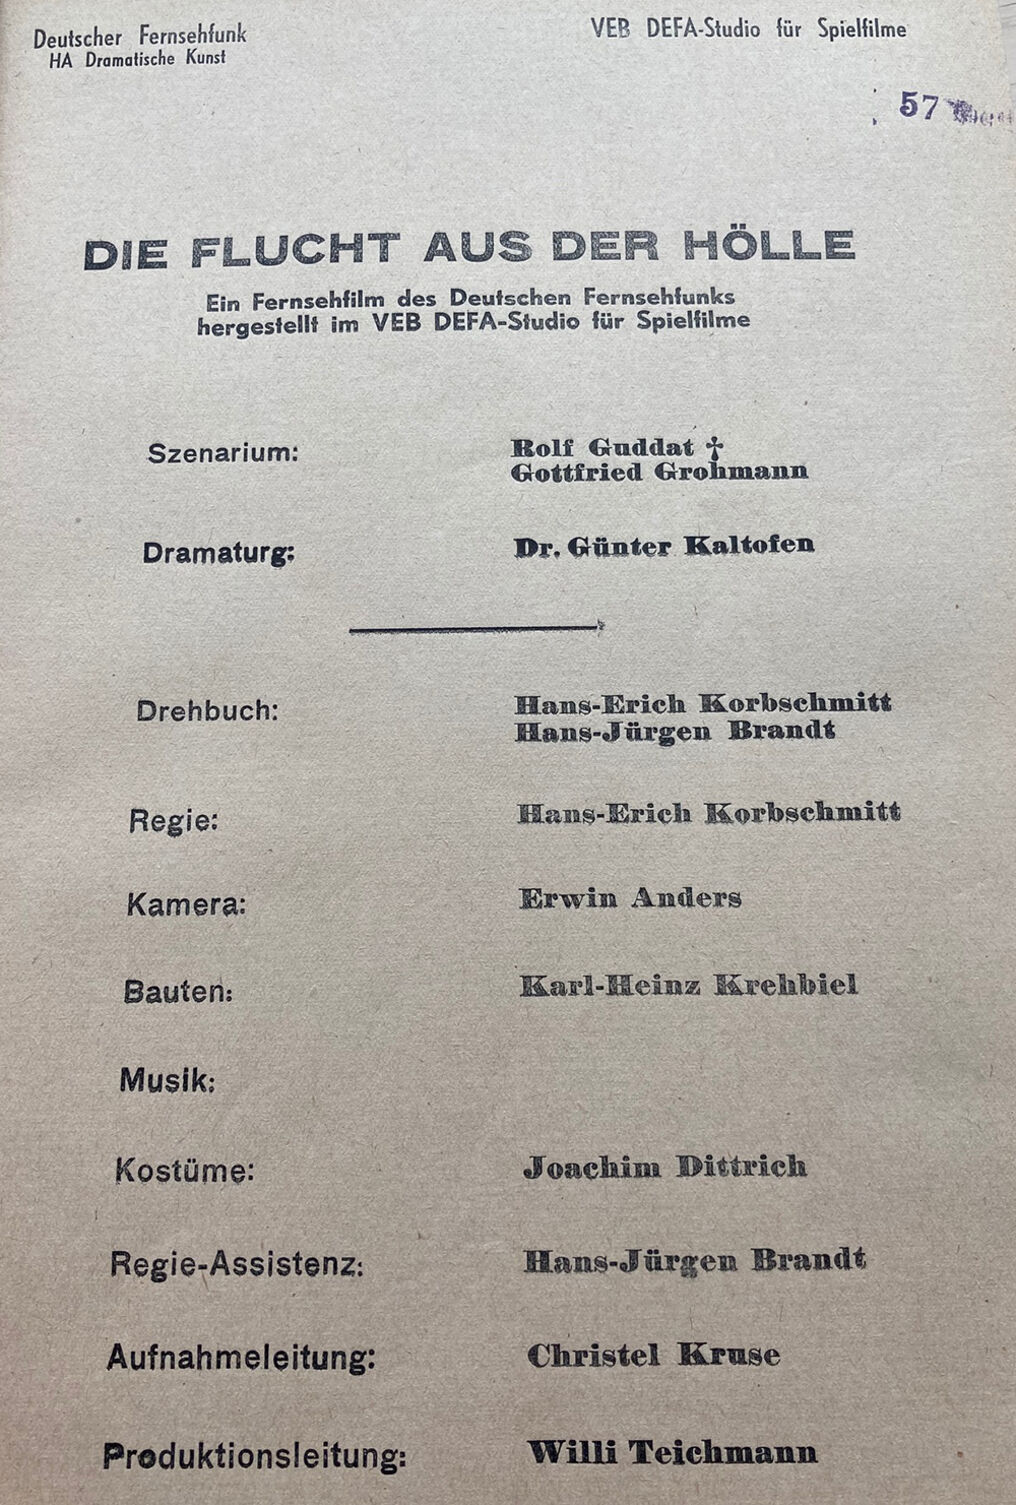 Deutscher Fernsehfunk
HA Dramatische Kunst
VEB DEFA-Studio für Spielfilme
57
DIE FLUCHT AUS DER HÖLLE
Ein Fernsehfilm des Deutschen Fernsehfunks
hergestellt im VEB DEFA-Studio für Spielfilme
Szenarium: Rolf Guddat †
Gottfried Grohmann
Dramaturg: Dr. Günter Kaltofen
Drehbuch: Hans-Erich Korbschmitt
Hans-Jürgen Brandt
Regie: Hans-Erich Korbschmitt
Kamera: Erwin Anders
Bauten: Karl-Heinz Krehbiel
Musik:
Kostüme: Joachim Dittrich
Regie-Assistenz: Hans-Jürgen Brandt
Aufnahmeleitung: Christel Kruse
Produktionsleitung: Willi Teichmann